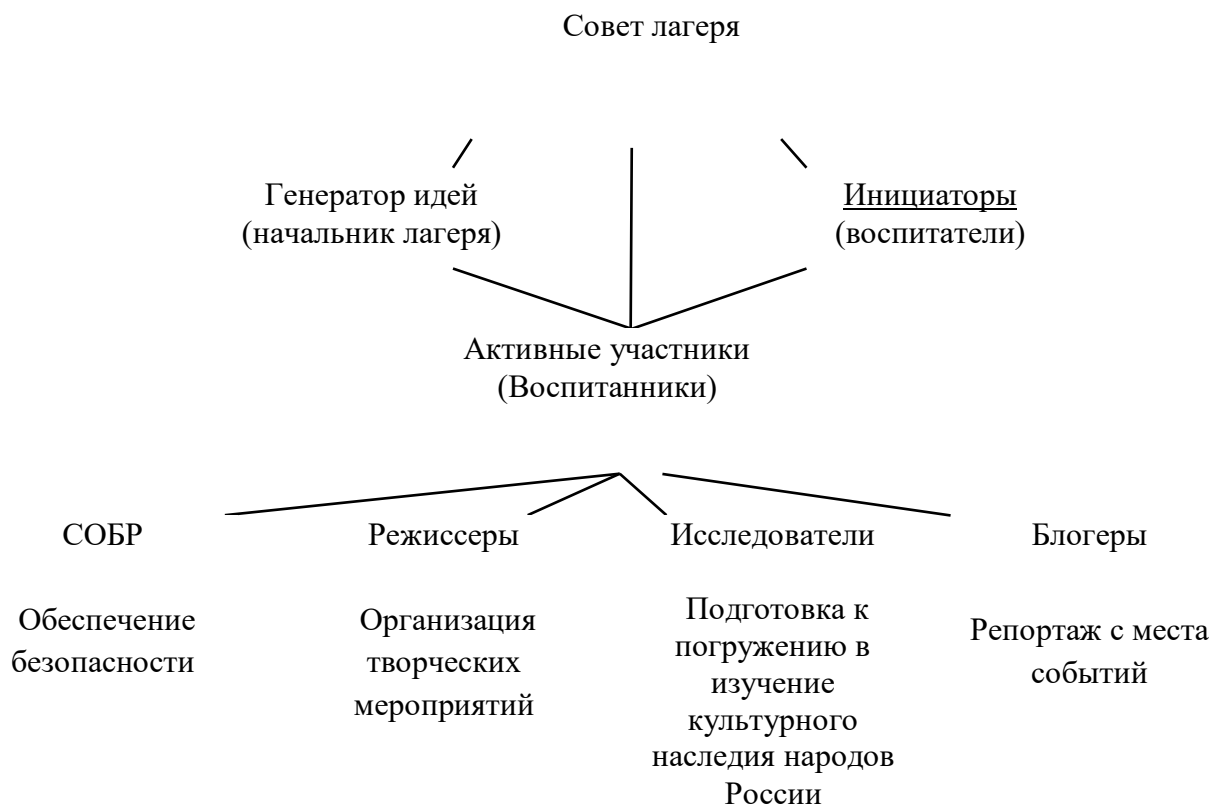 Совет лагеря
Генератор идей
(начальник лагеря)
Инициаторы
(воспитатели)
Активные участники
(Воспитанники)
СОБР
Режиссеры
Исследователи
Блогеры
Обеспечение
безопасности
Организация
творческих
мероприятий
Подготовка к
погружению в
изучение
культурного
наследия народов
России
Репортаж с места
событий